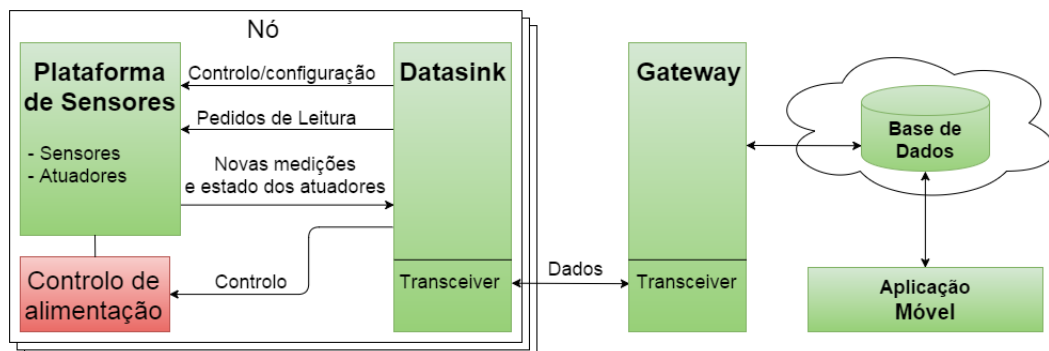 Nó
Plataforma
de Sensores
- Sensores
- Atuadores
Controlo/configuração
Pedidos de Leitura
Novas medições
e estado dos atuadores
Controlo
Controlo de
alimentação
Datasink
Transceiver
Dados
Gateway
Transceiver
Base de
Dados
Aplicação
Móvel